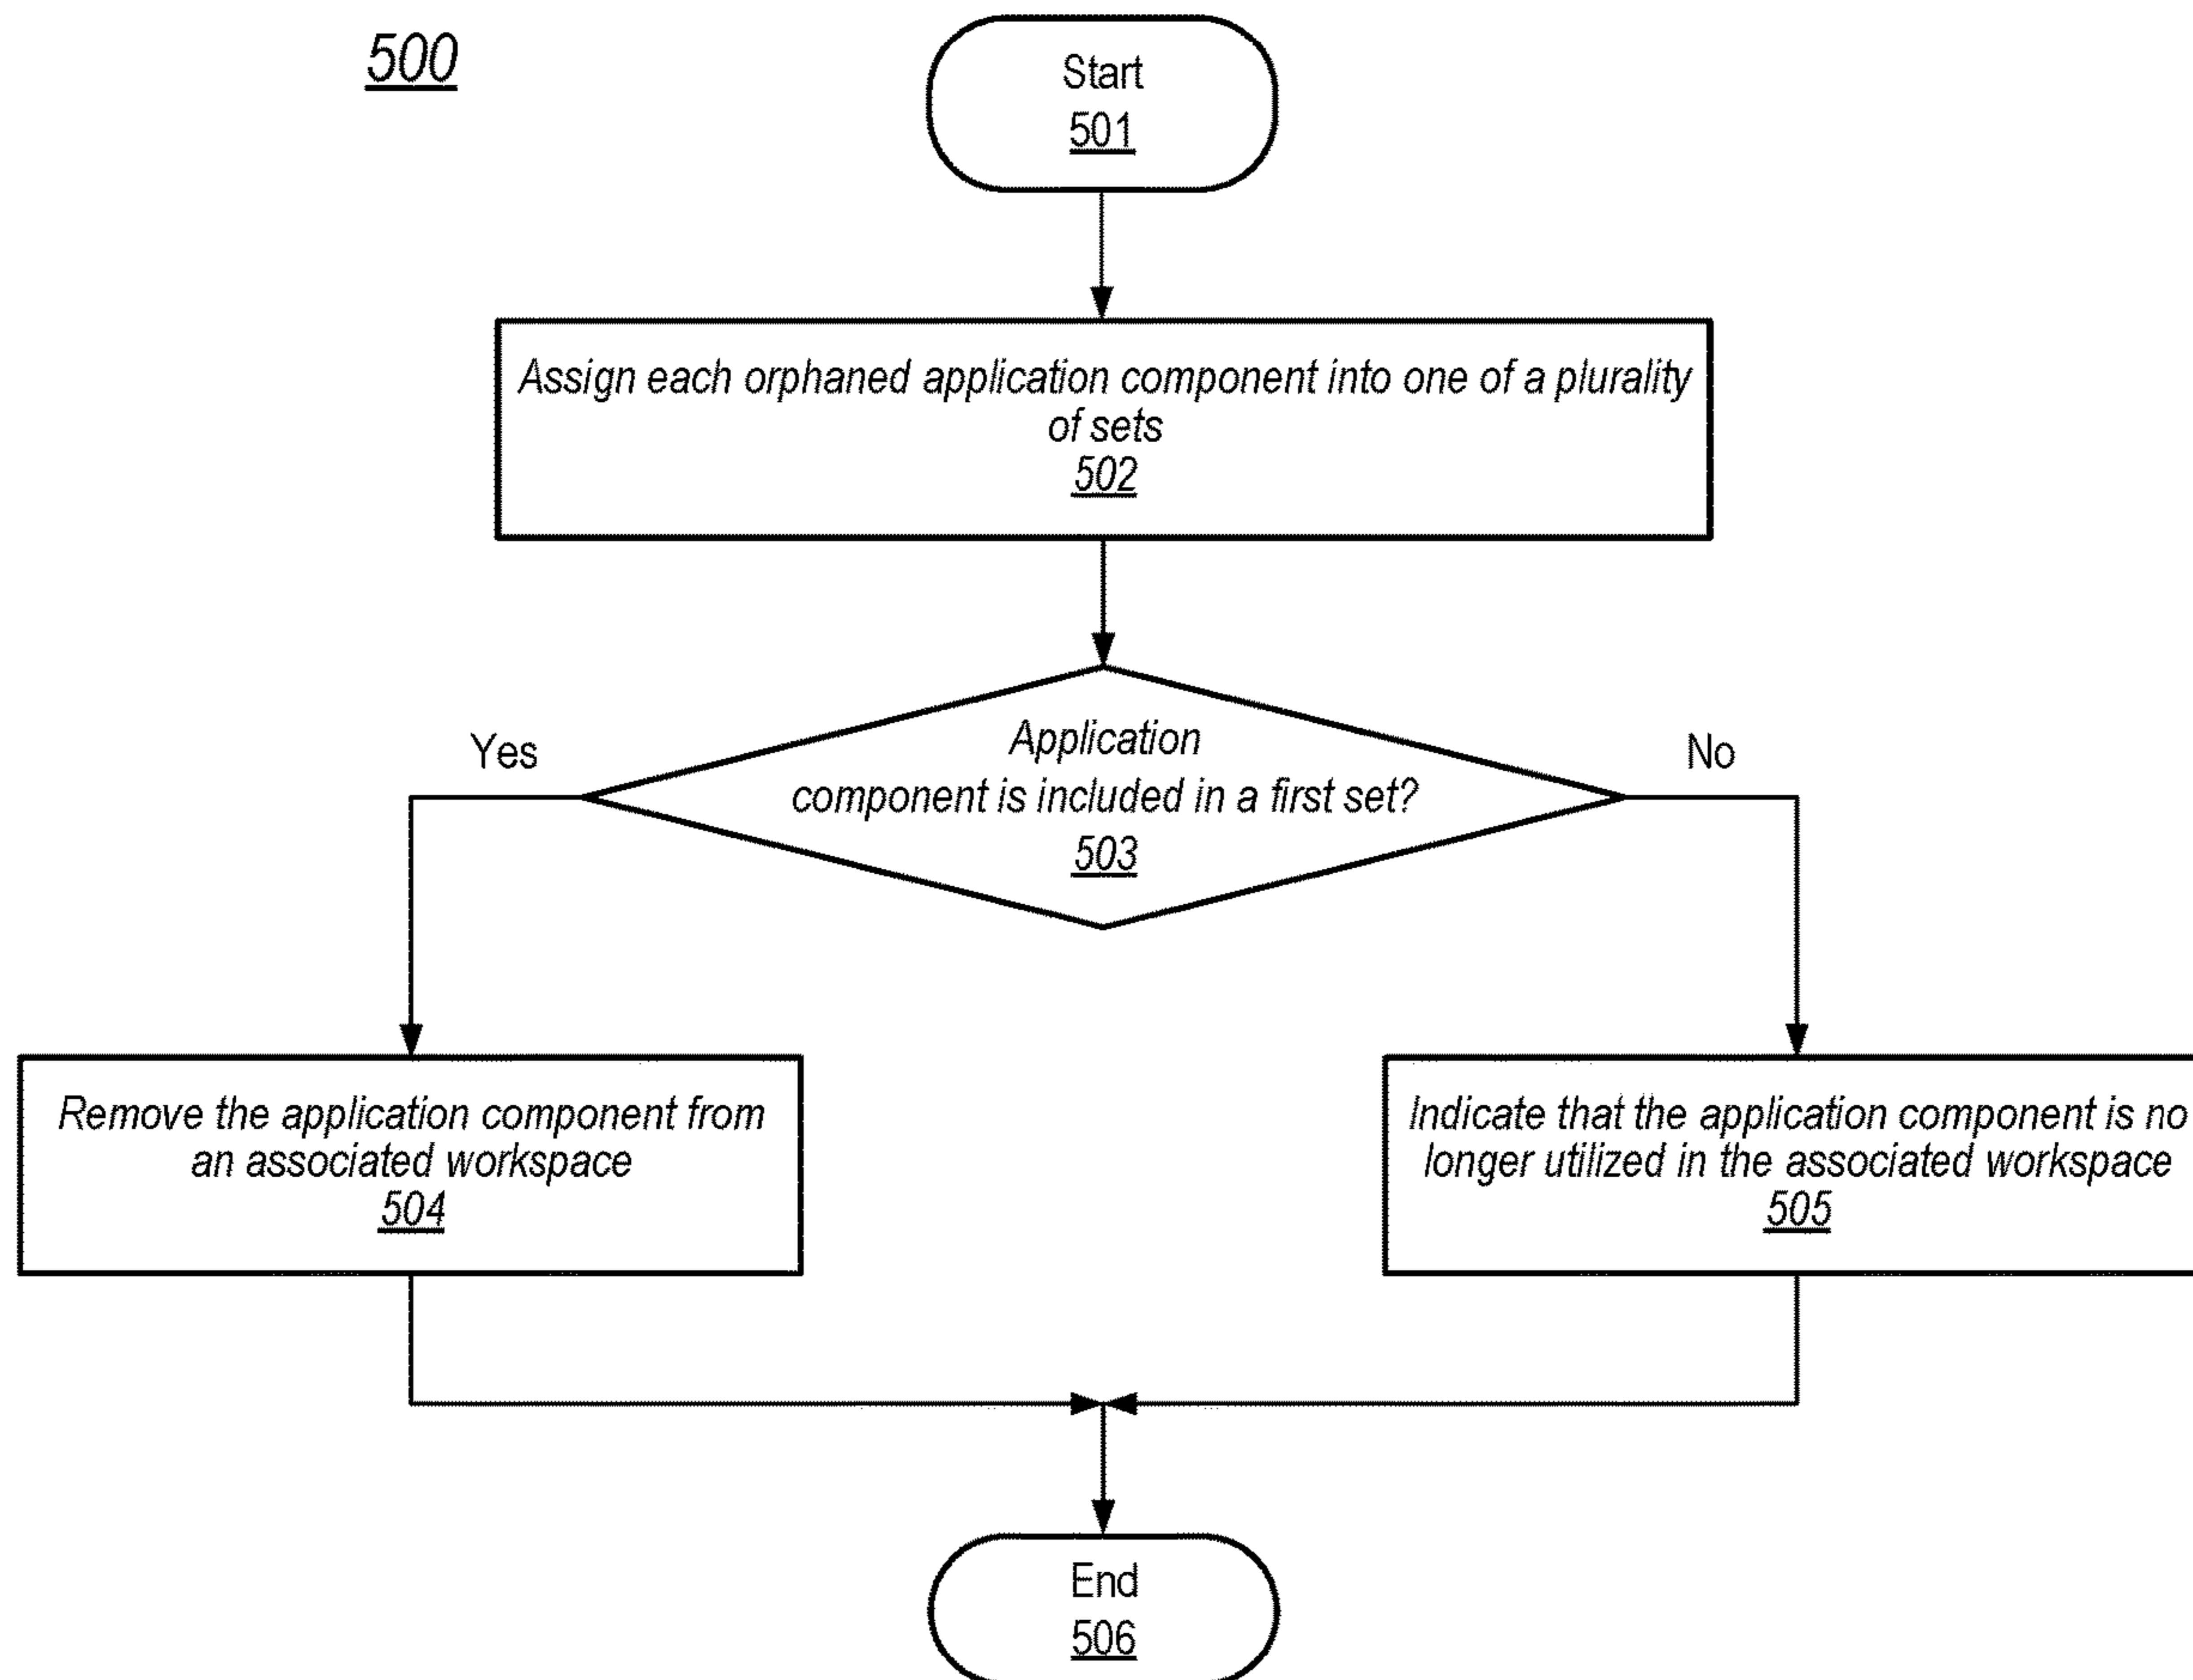 500
Start
501
Assign each orphaned application component into one of a plurality
of sets
502
Yes
Application
component is included in a first set?
503
No
Remove the application component from
an associated workspace
504
Indicate that the application component is no
longer utilized in the associated workspace
505
End
506